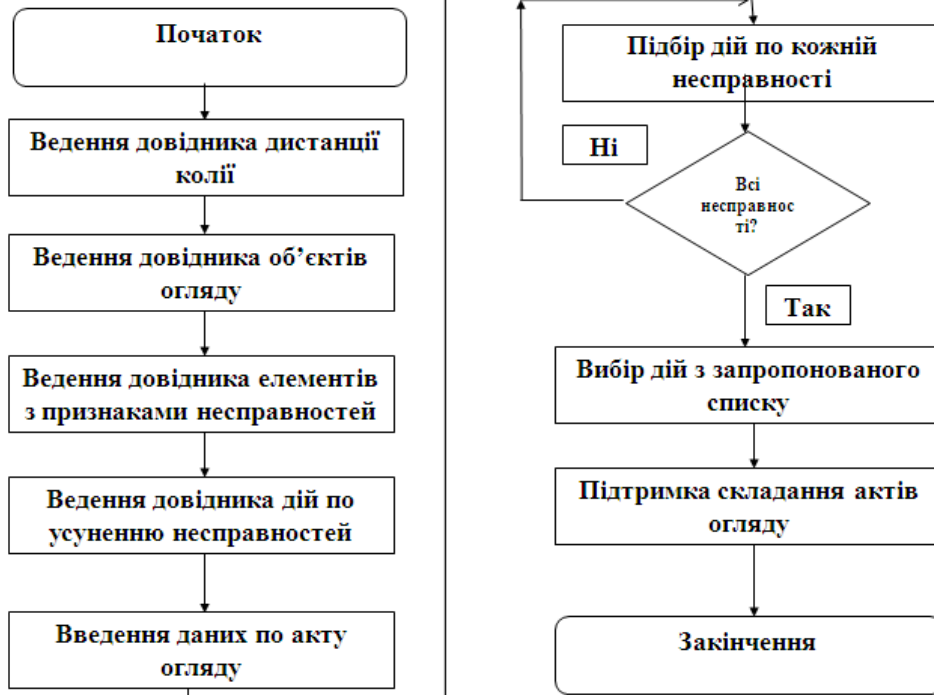 Початок
Ведення довідника дистанції
колії
Ведення довідника об’єктів
огляду
Ведення довідника елементів
з признаками несправностей
Ведення довідника дій по
усуненню несправностей
Введення даних по акту
огляду
Підбір дій по кожній
несправності
Ні
Всі
несправнос
ті?
Так
Вибір дій з запропонованого
списку
Підтримка складання актів
огляду
Закінчення